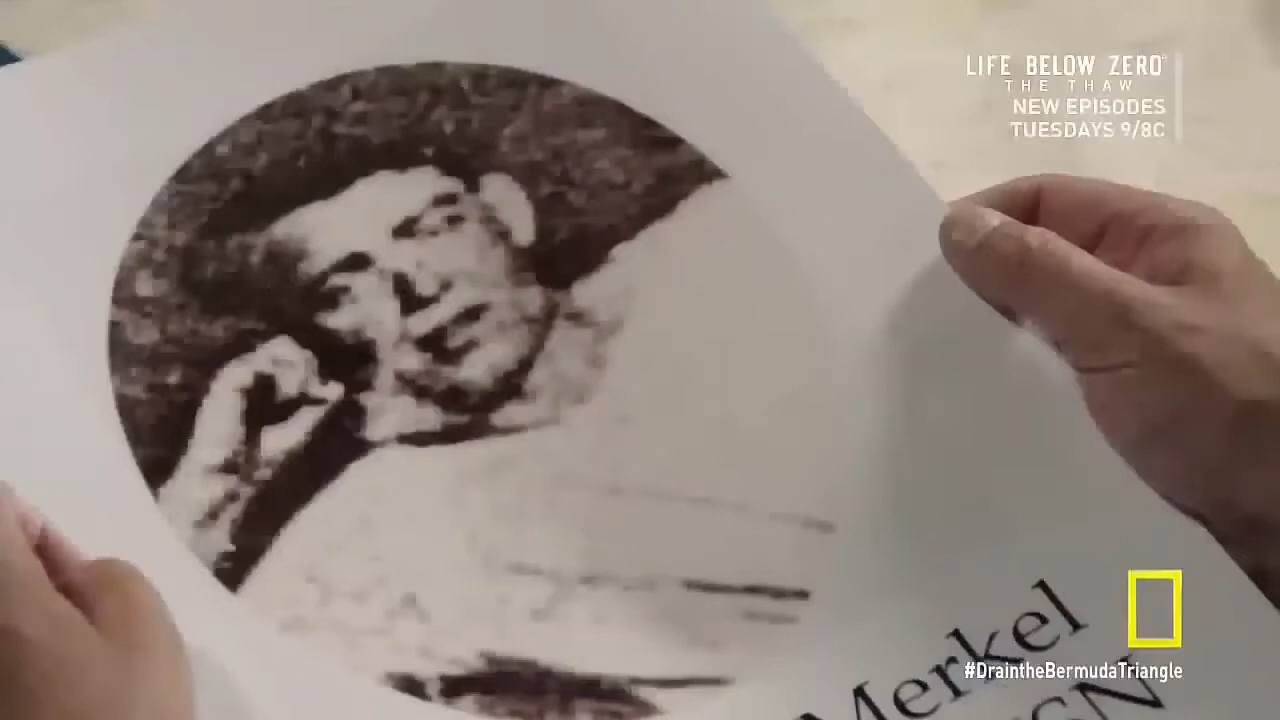 LIFE BELOW ZERO
THE THAW
NEW EPISODES
TUESDAYS 9/8C
Merkel
#DraintheBermudaTriangle